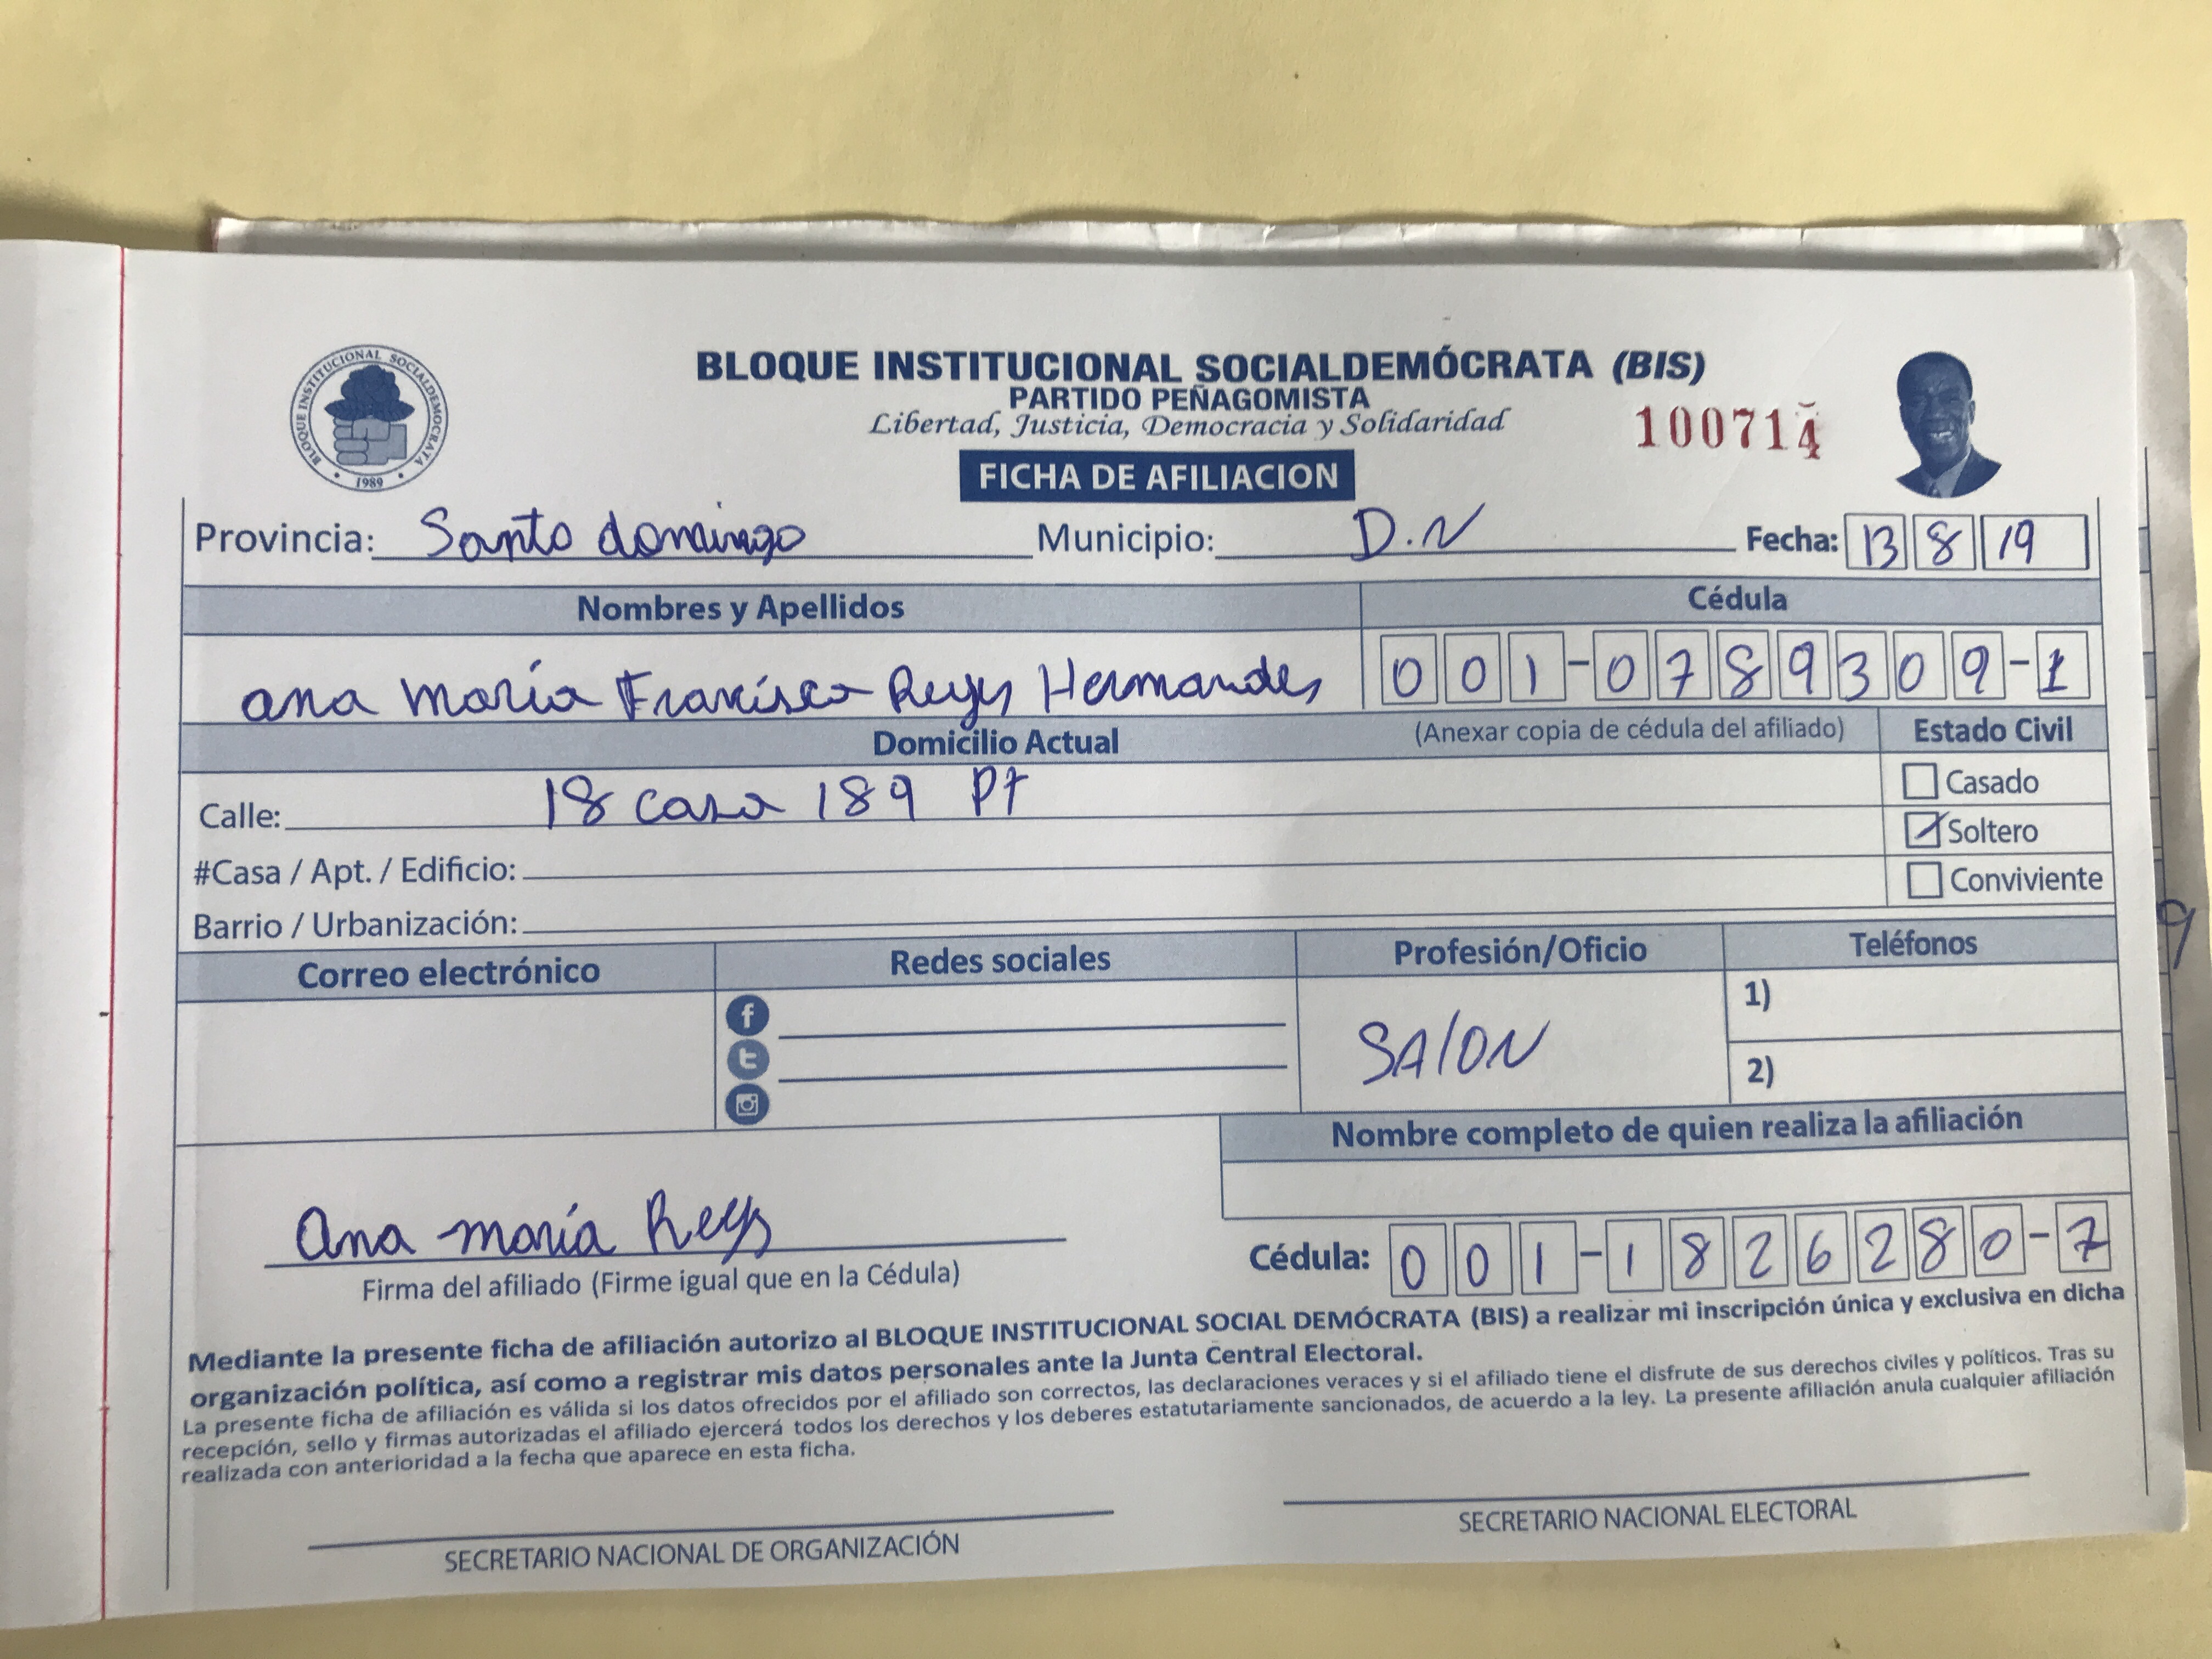 BLOQUE INSTITUCIONAL SOCIALDEMOCRATA
1989
BLOQUE INSTITUCIONAL SOCIALDEMÓCRATA (BIS)
PARTIDO PEÑAGOMISTA
Libertad, Justicia, Democracia y Solidaridad
100714
FICHA DE AFILIACION
Provincia: Santo domingo Municipio: D.N Fecha: 13 8 19
Nombres y Apellidos Cédula
ana maría Francisca Reyes Hernandes 001-0789309-1
Domicilio Actual (Anexar copia de cédula del afiliado) Estado Civil
Calle: 18 casa 189 Casado
Soltero
#Casa / Apt. / Edificio: Conviviente
Barrio / Urbanización:
Correo electrónico Redes sociales Profesión/Oficio Teléfonos
SAlON 1)
2)
Nombre completo de quien realiza la afiliación
Ana maría Reys
Firma del afiliado (Firme igual que en la Cédula) Cédula: 001-1826280-7
Mediante la presente ficha de afiliación autorizo al BLOQUE INSTITUCIONAL SOCIAL DEMÓCRATA (BIS) a realizar mi inscripción única y exclusiva en dicha
organización política, así como a registrar mis datos personales ante la Junta Central Electoral.
La presente ficha de afiliación es válida si los datos ofrecidos por el afiliado son correctos, las declaraciones veraces y si el afiliado tiene el disfrute de sus derechos civiles y políticos. Tras su
recepción, sello y firmas autorizadas el afiliado ejercerá todos los derechos y los deberes estatutariamente sancionados, de acuerdo a la ley. La presente afiliación anula cualquier afiliación
realizada con anterioridad a la fecha que aparece en esta ficha.
SECRETARIO NACIONAL DE ORGANIZACIÓN SECRETARIO NACIONAL ELECTORAL